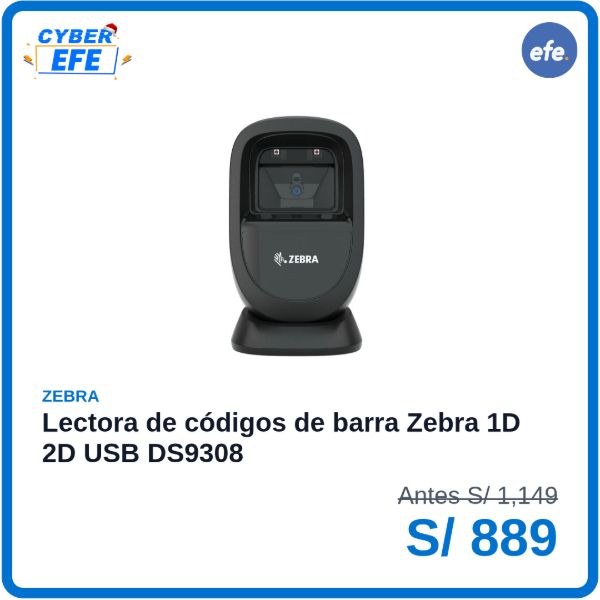 CYBER
EFE
efe.
ZEBRA
ZEBRA
Lectora de códigos de barra Zebra 1D
2D USB DS9308
Antes S/ 1,149
S/ 889